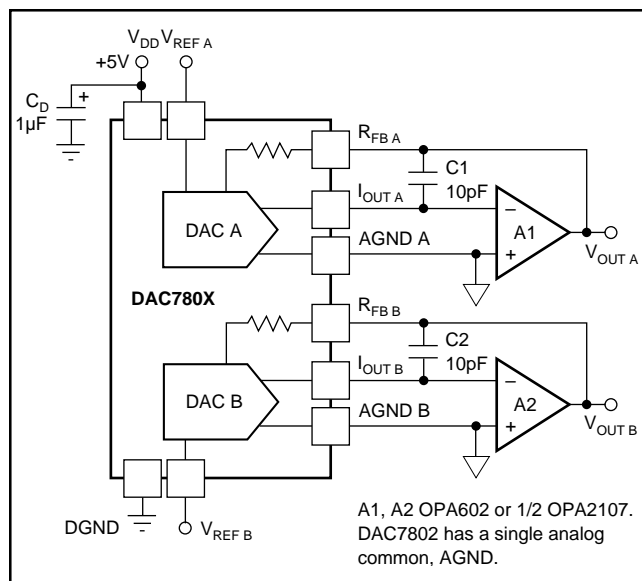 V_DD V_REF A
+5V
C_D
+
1µF
R_FB A
C1
10pF
I_OUT A
–
DAC A
A1
AGND A
+
V_OUT A
DAC780X
R_FB B
C2
10pF
I_OUT B
–
DAC B
A2
AGND B
+
V_OUT B
DGND
V_REF B
A1, A2 OPA602 or 1/2 OPA2107.
DAC7802 has a single analog
common, AGND.